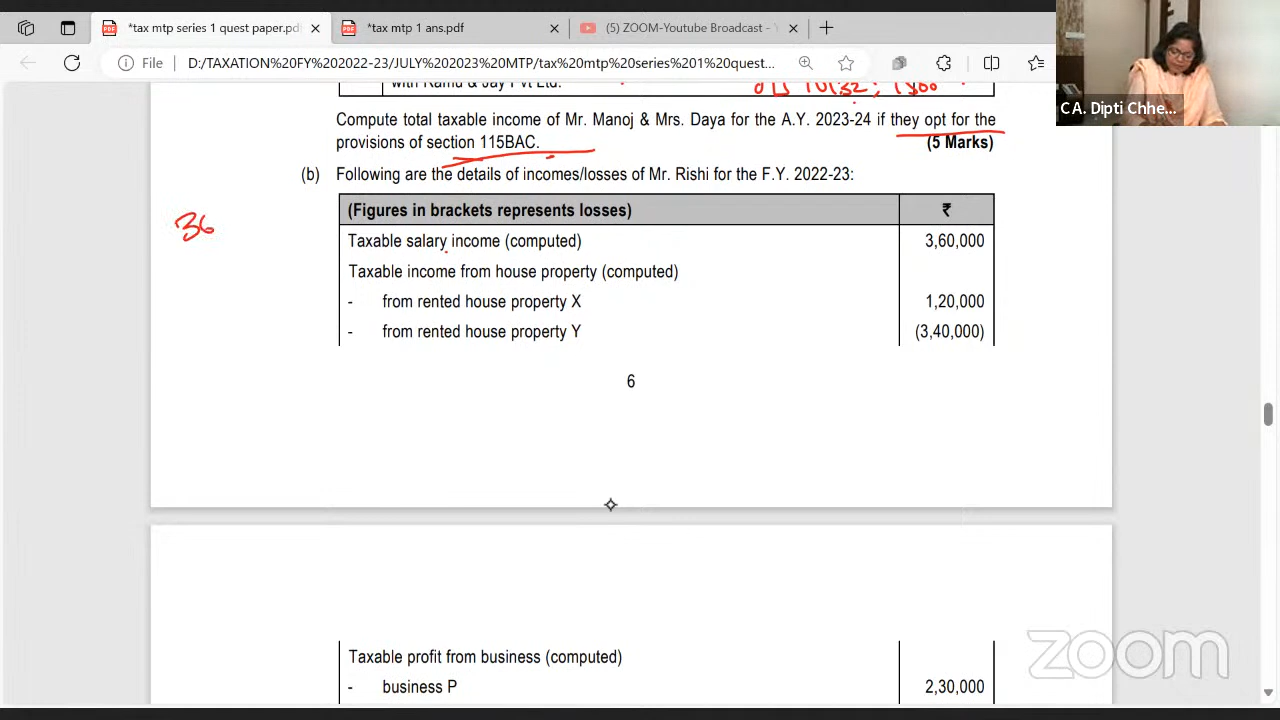 *tax mtp series 1 quest paper.pdf
*tax mtp 1 ans.pdf
(5) ZOOM-Youtube Broadcast - Y
File
D:/TAXATION%20FY%202022-23/JULY%202023%20MTP/tax%20mtp%20series%201%20quest...
C A. Dipti Chhe...
with Ramu & Jay Pvt Ltd.
Compute total taxable income of Mr. Manoj & Mrs. Daya for the A.Y. 2023-24 if they opt for the
provisions of section 115BAC. (5 Marks)
(b) Following are the details of incomes/losses of Mr. Rishi for the F.Y. 2022-23:
(Figures in brackets represents losses) ₹
36
Taxable salary income (computed) 3,60,000
Taxable income from house property (computed)
- from rented house property X 1,20,000
- from rented house property Y (3,40,000)
6
Taxable profit from business (computed)
- business P 2,30,000
zoom